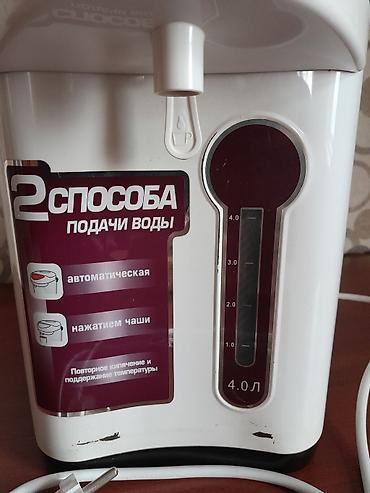 2 СПОСОБА
ПОДАЧИ ВОДЫ
автоматическая
нажатием чаши
Повторное кипячение и
поддержание температуры
4.0
3.0
2.0
1.0
4.0 Л